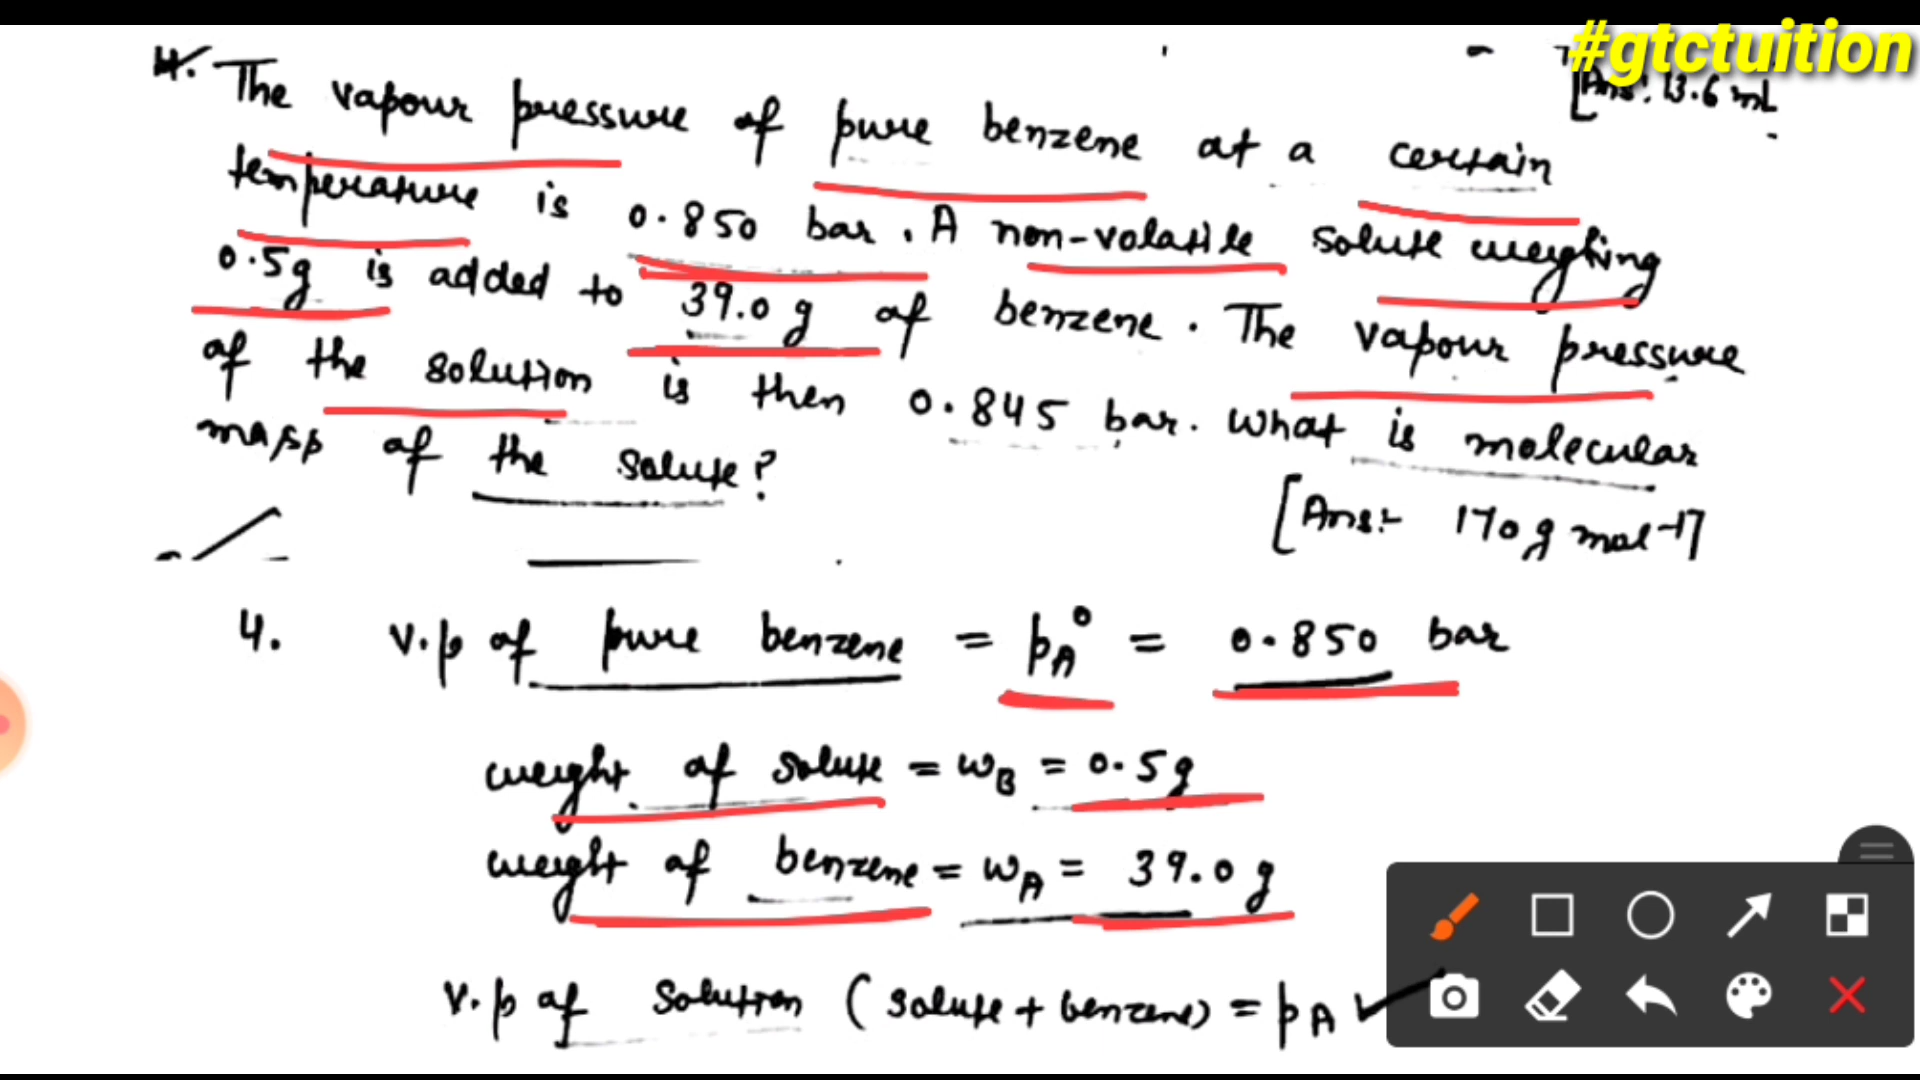 #gtctuition
[Ans: 13.6 mL
4. The vapour pressure of pure benzene at a certain
temperature is 0.850 bar. A non-volatile solute weighing
0.5g is added to 39.0 g of benzene. The vapour pressure
of the solution is then 0.845 bar. What is molecular
mass of the solute?
[Ans:- 170 g mol-1]
4. v.p of pure benzene = pA° = 0.850 bar
weight of solute = wB = 0.5g
weight of benzene = wA = 39.0 g
v.p of solution (solute + benzene) = pA